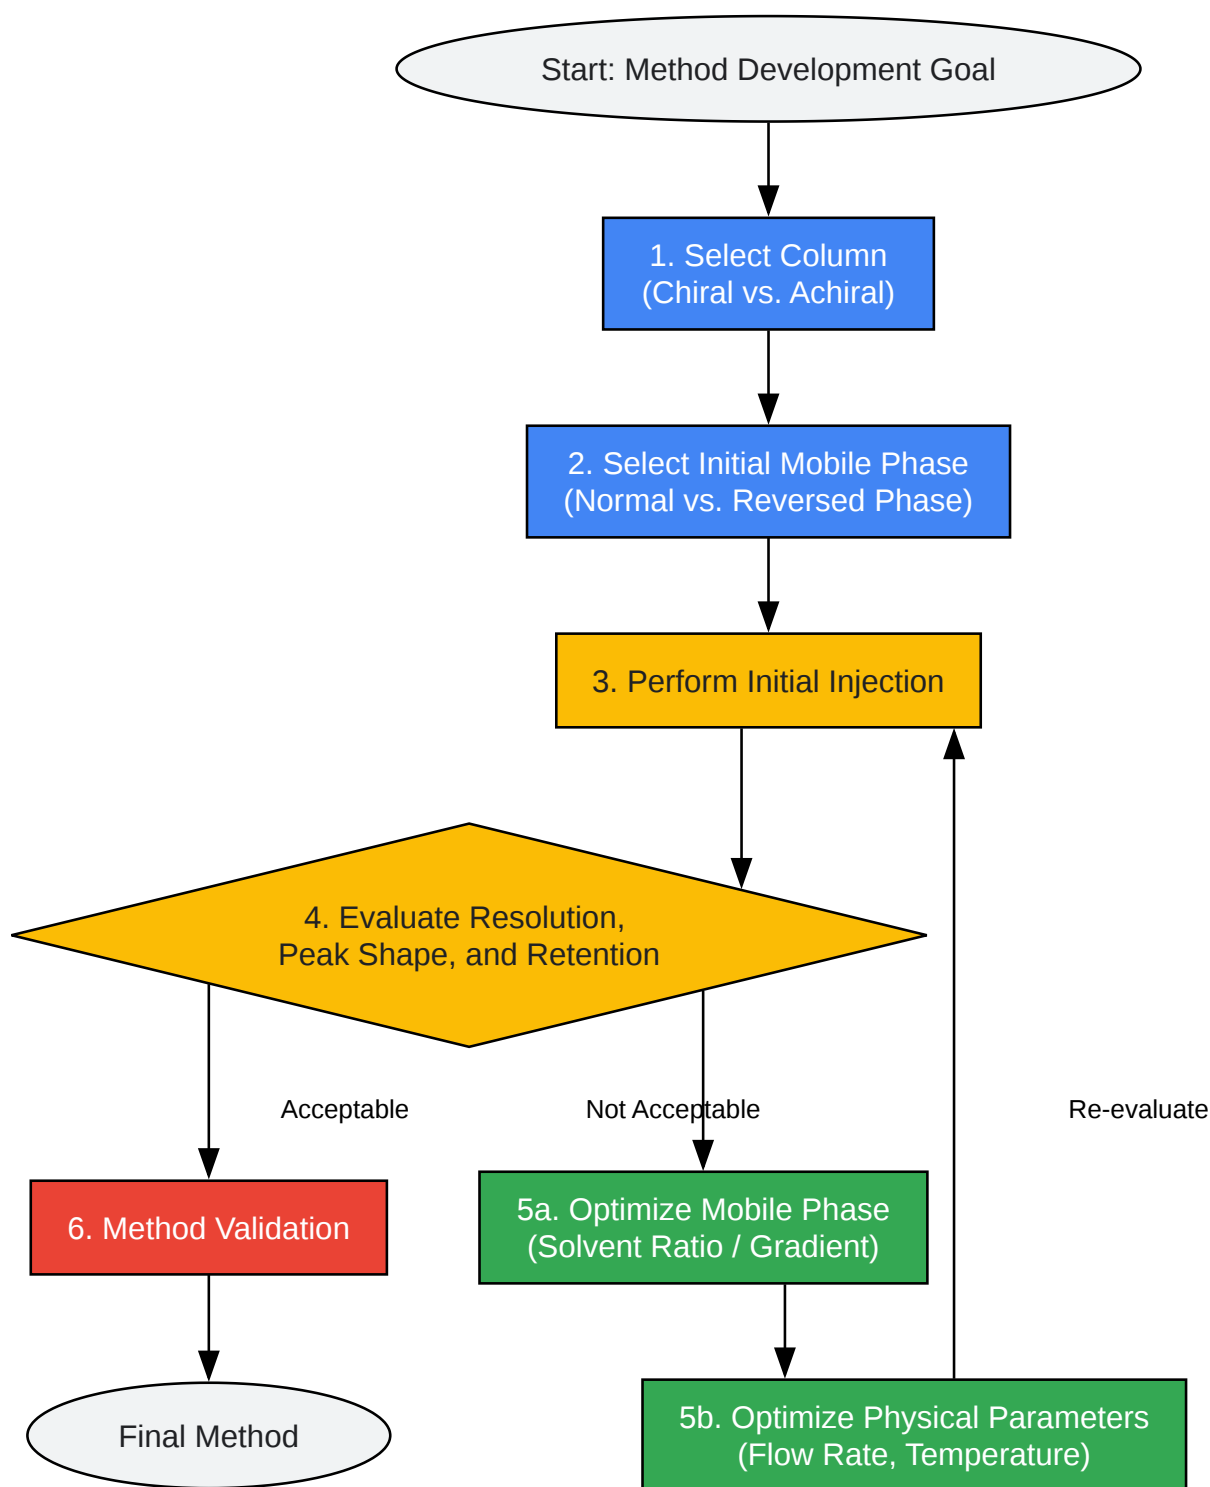 Start: Method Development Goal
1. Select Column
(Chiral vs. Achiral)
2. Select Initial Mobile Phase
(Normal vs. Reversed Phase)
3. Perform Initial Injection
4. Evaluate Resolution,
Peak Shape, and Retention
Acceptable
Not Acceptable
Re-evaluate
6. Method Validation
5a. Optimize Mobile Phase
(Solvent Ratio / Gradient)
Final Method
5b. Optimize Physical Parameters
(Flow Rate, Temperature)